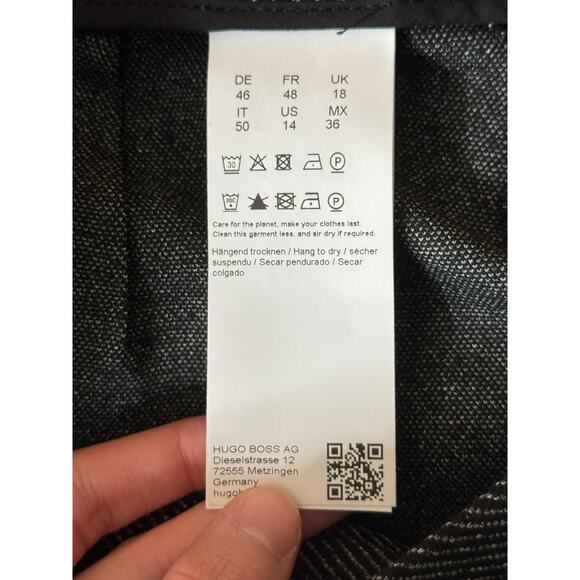 DE FR UK
46 48 18
IT US MX
50 14 36
30 P
30C P
Care for the planet, make your clothes last.
Clean this garment less, and air dry if required.
Hängend trocknen / Hang to dry / sécher
suspendu / Secar pendurado / Secar
colgado
HUGO BOSS AG
Dieselstrasse 12
72555 Metzingen
Germany